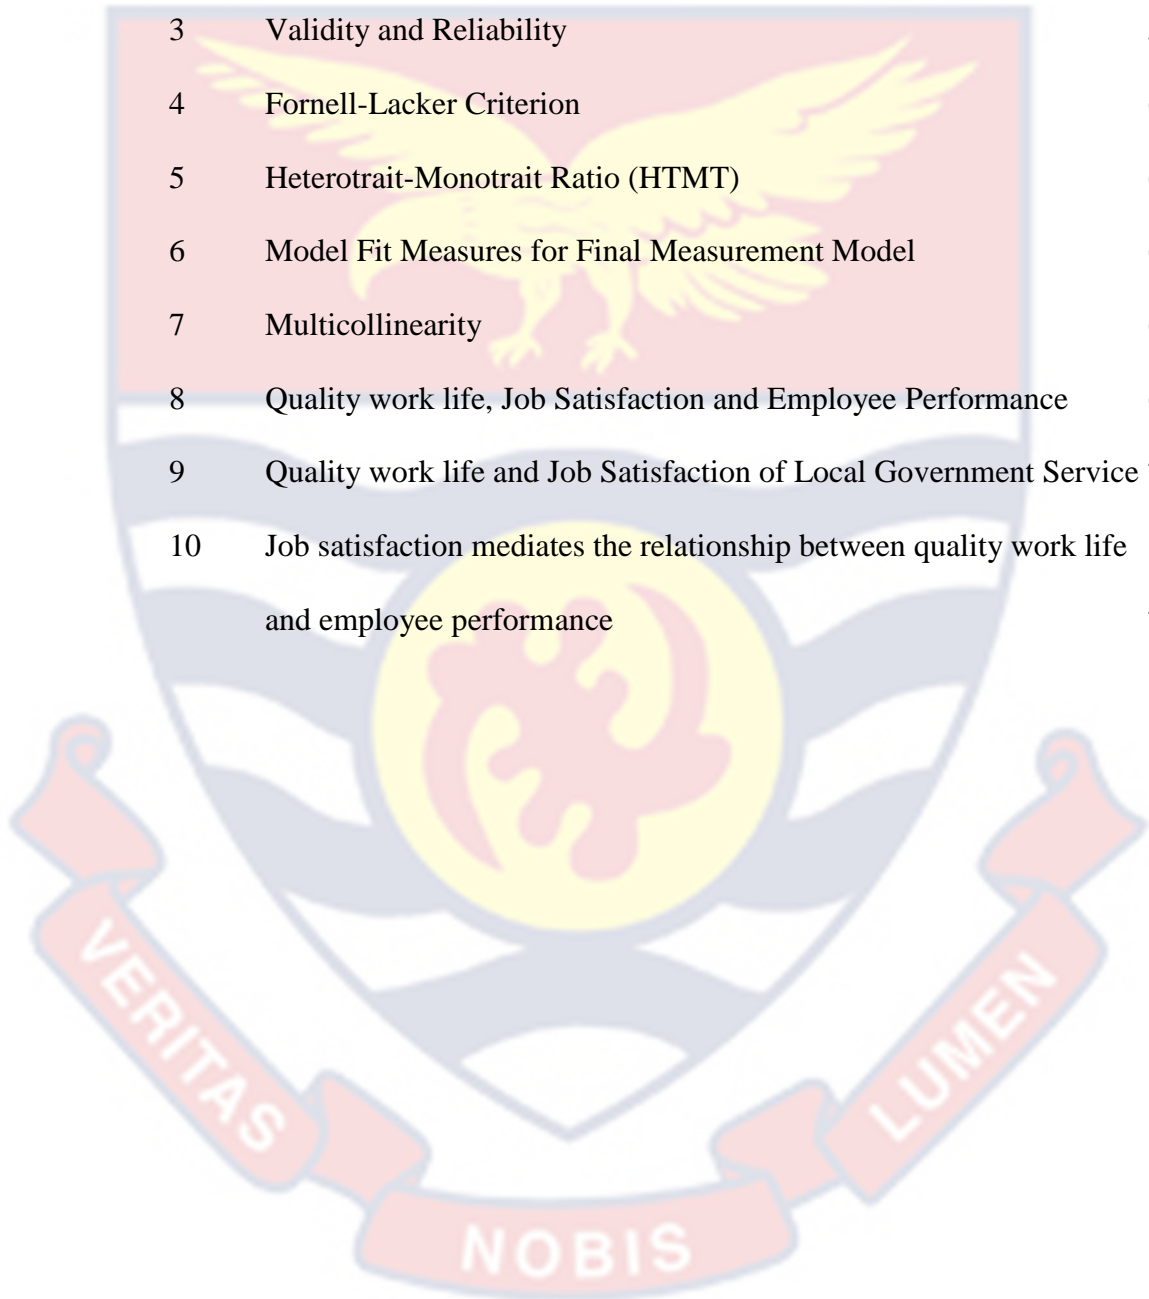 3 Validity and Reliability
4 Fornell-Lacker Criterion
5 Heterotrait-Monotrait Ratio (HTMT)
6 Model Fit Measures for Final Measurement Model
7 Multicollinearity
8 Quality work life, Job Satisfaction and Employee Performance
9 Quality work life and Job Satisfaction of Local Government Service
10 Job satisfaction mediates the relationship between quality work life
and employee performance
VERITAS
NOBIS
LUMEN